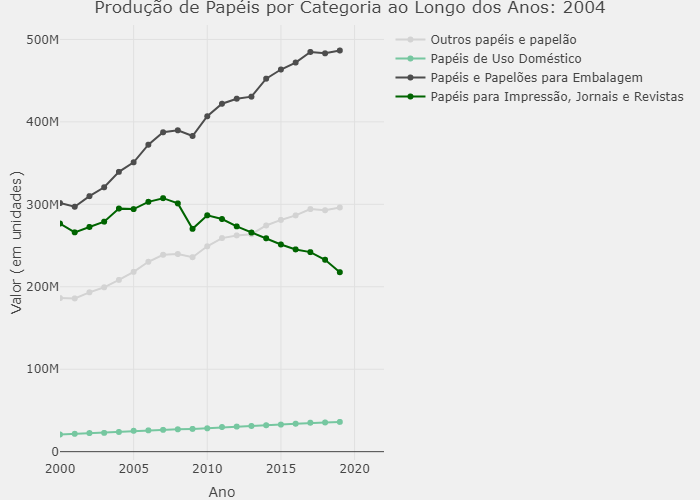 Produção de Papéis por Categoria ao Longo dos Anos: 2004
500M
400M
300M
200M
100M
0
Valor (em unidades)
2000
2005
2010
2015
2020
Ano
Outros papéis e papelão
Papéis de Uso Doméstico
Papéis e Papelões para Embalagem
Papéis para Impressão, Jornais e Revistas